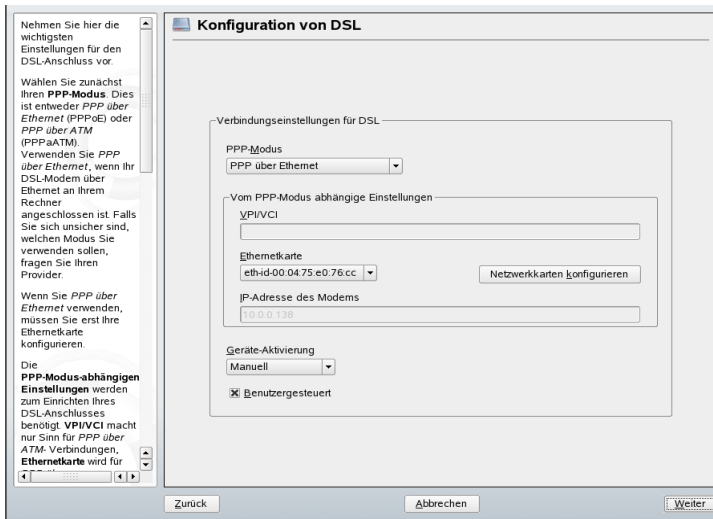 Nehmen Sie hier die
wichtigsten
Einstellungen für den
DSL-Anschluss vor.
Wählen Sie zunächst
Ihren PPP-Modus. Dies
ist entweder PPP über
Ethernet (PPPoE) oder
PPP über ATM
(PPPaATM).
Verwenden Sie PPP
über Ethernet, wenn Ihr
DSL-Modem über
Ethernet an Ihrem
Rechner
angeschlossen ist. Falls
Sie sich unsicher sind,
welchen Modus Sie
verwenden sollen,
fragen Sie Ihren
Provider.
Wenn Sie PPP über
Ethernet verwenden,
müssen Sie erst Ihre
Ethernetkarte
konfigurieren.
Die
PPP-Modus-abhängigen
Einstellungen werden
zum Einrichten Ihres
DSL-Anschlusses
benötigt. VPI/VCI macht
nur Sinn für PPP über
ATM- Verbindungen,
Ethernetkarte wird für
Konfiguration von DSL
Verbindungseinstellungen für DSL
PPP-Modus
PPP über Ethernet
Vom PPP-Modus abhängige Einstellungen
VPI/VCI
Ethernetkarte
eth-id-00:04:75:e0:76:cc
Netzwerkkarten konfigurieren
IP-Adresse des Modems
10.0.0.138
Geräte-Aktivierung
Manuell
Benutzergesteuert
Zurück
Abbrechen
Weiter